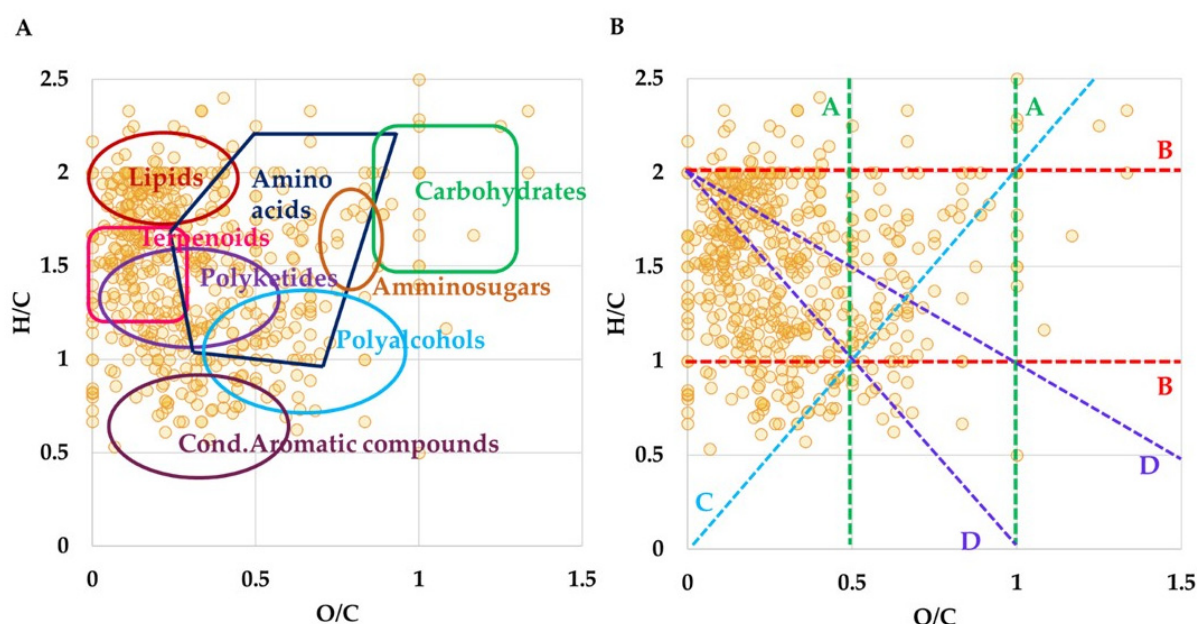 A
2.5
2
1.5
1
0.5
0
H/C
0
0.5
1
1.5
O/C
Lipids
Amino
acids
Carbohydrates
Terpenoids
Polyketides
Amminosugars
Polyalcohols
Cond.Aromatic compounds
B
2.5
2
1.5
1
0.5
0
H/C
0
0.5
1
1.5
O/C
A
A
B
B
C
D
D